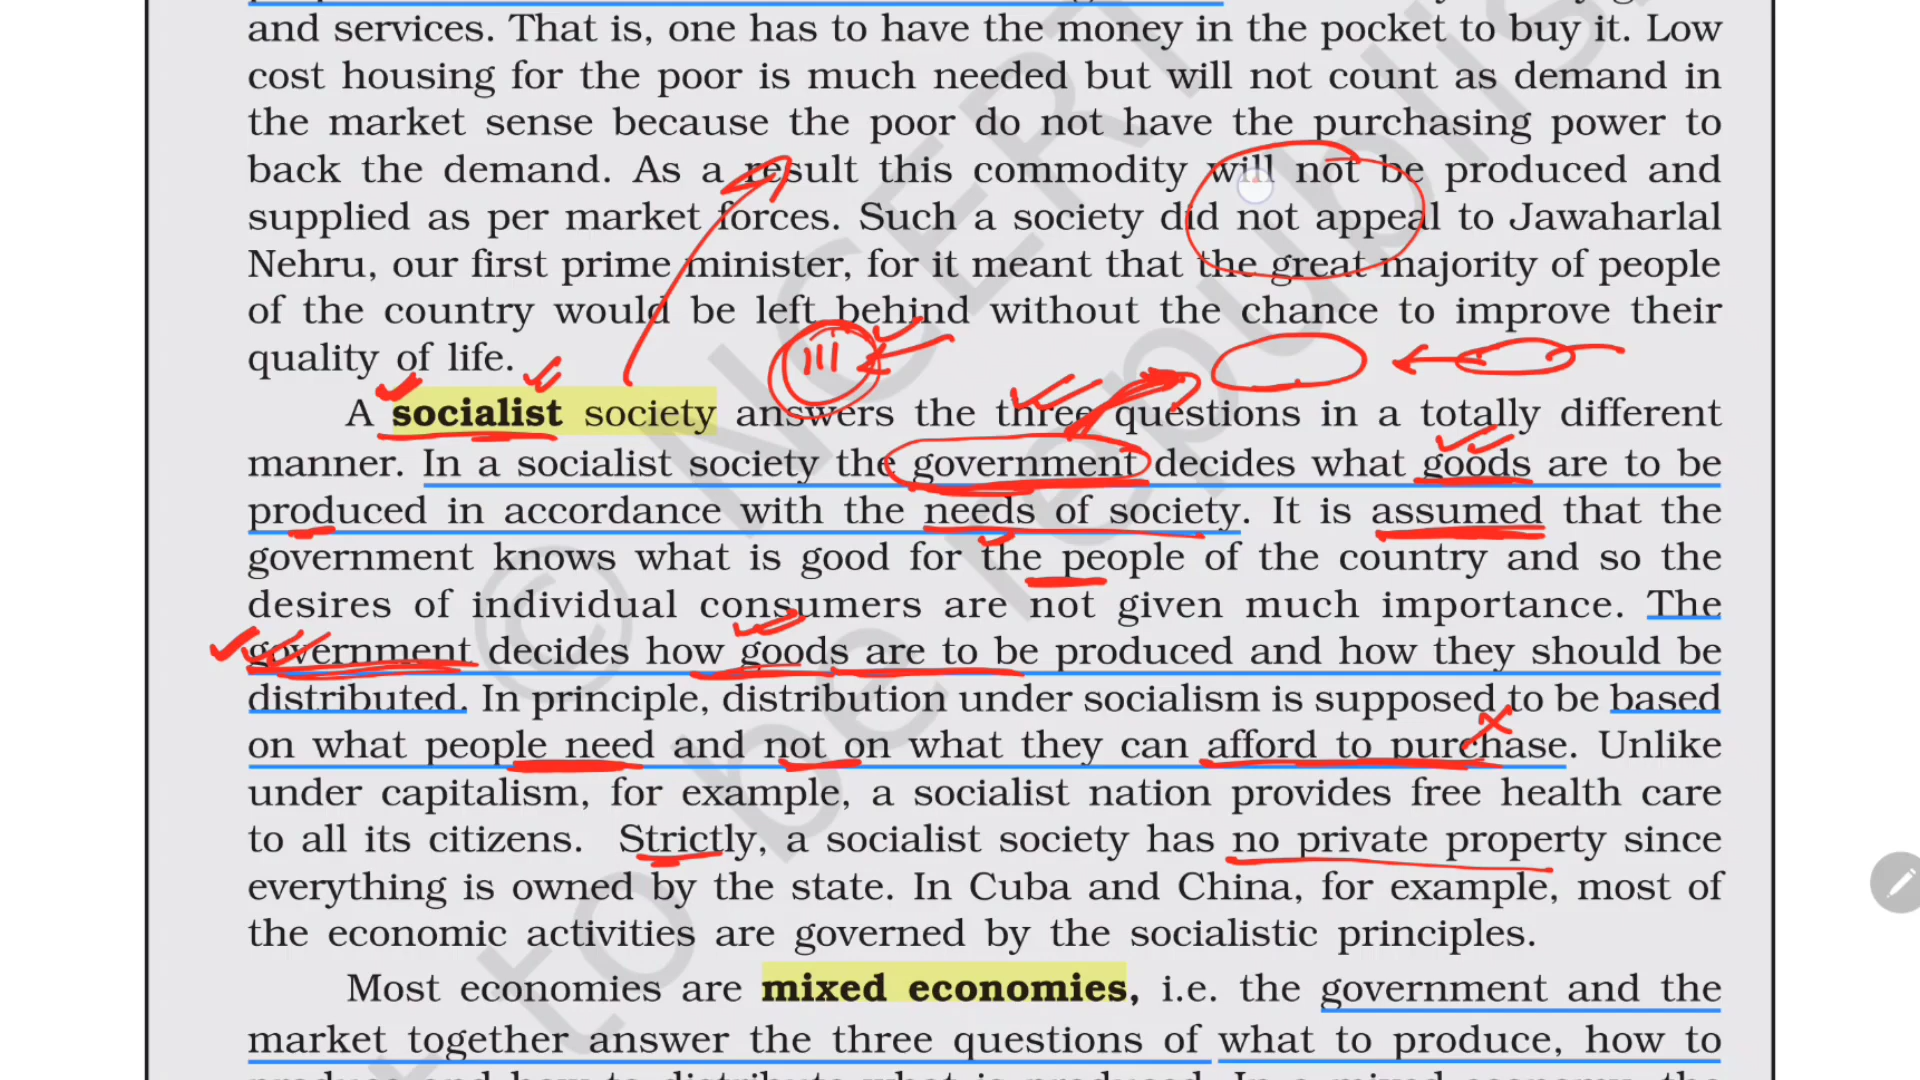 and services. That is, one has to have the money in the pocket to buy it. Low
cost housing for the poor is much needed but will not count as demand in
the market sense because the poor do not have the purchasing power to
back the demand. As a result this commodity will not be produced and
supplied as per market forces. Such a society did not appeal to Jawaharlal
Nehru, our first prime minister, for it meant that the great majority of people
of the country would be left behind without the chance to improve their
quality of life.
A socialist society answers the three questions in a totally different
manner. In a socialist society the government decides what goods are to be
produced in accordance with the needs of society. It is assumed that the
government knows what is good for the people of the country and so the
desires of individual consumers are not given much importance. The
government decides how goods are to be produced and how they should be
distributed. In principle, distribution under socialism is supposed to be based
on what people need and not on what they can afford to purchase. Unlike
under capitalism, for example, a socialist nation provides free health care
to all its citizens. Strictly, a socialist society has no private property since
everything is owned by the state. In Cuba and China, for example, most of
the economic activities are governed by the socialistic principles.
Most economies are mixed economies, i.e. the government and the
market together answer the three questions of what to produce, how to
© NCERT
to be republis